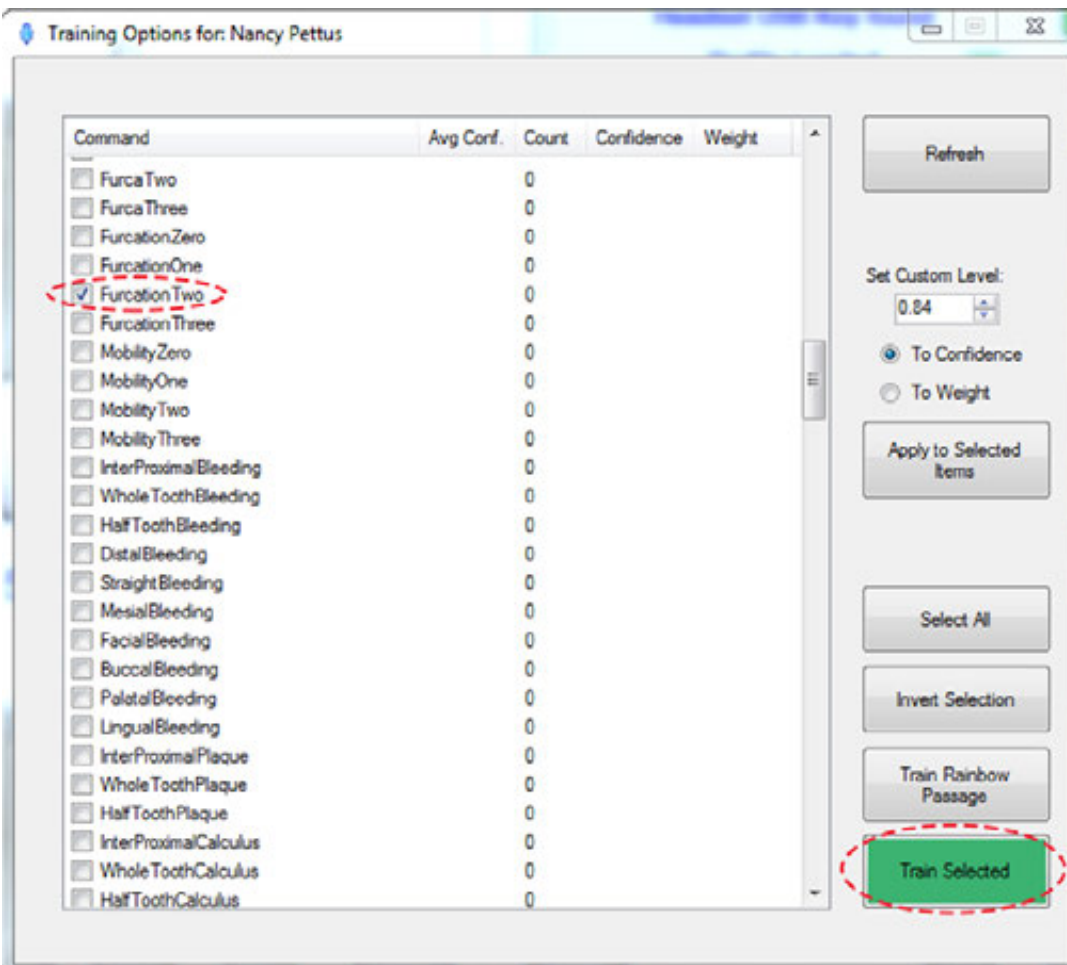 Training Options for: Nancy Pettus
Command Avg Conf. Count Confidence Weight
FurcaTwo 0
FurcaThree 0
FurcationZero 0
FurcationOne 0
FurcationTwo 0
FurcationThree 0
MobilityZero 0
MobilityOne 0
MobilityTwo 0
MobilityThree 0
InterProximalBleeding 0
WholeToothBleeding 0
HalfToothBleeding 0
DistalBleeding 0
StraightBleeding 0
MesialBleeding 0
FacialBleeding 0
BuccalBleeding 0
PalatalBleeding 0
LingualBleeding 0
InterProximalPlaque 0
WholeToothPlaque 0
HalfToothPlaque 0
InterProximalCalculus 0
WholeToothCalculus 0
HalfToothCalculus 0
Refresh
Set Custom Level:
0.84
To Confidence
To Weight
Apply to Selected
Items
Select All
Invert Selection
Train Rainbow
Passage
Train Selected